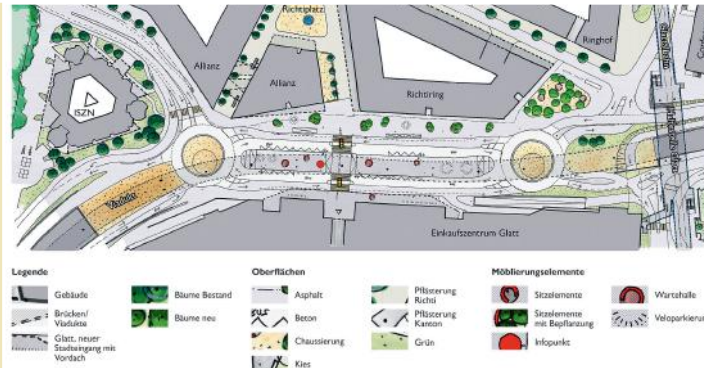 Richtiplatz
Ringhof
Allianz
Allianz
Richtiring
ISZN
Viadukt
Einkaufszentrum Glatt
Legende
Gebäude
Brücken/
Viadukte
Glatt, neuer
Stadteingang mit
Vordach
Bäume Bestand
Bäume neu
Oberflächen
Asphalt
Beton
Chaussierung
Kies
Pflästerung
Richti
Pflästerung
Kanton
Grün
Möblierungselemente
Sitzelemente
Sitzelemente
mit Bepflanzung
Infopunkt
Wartehalle
Veloparkierun